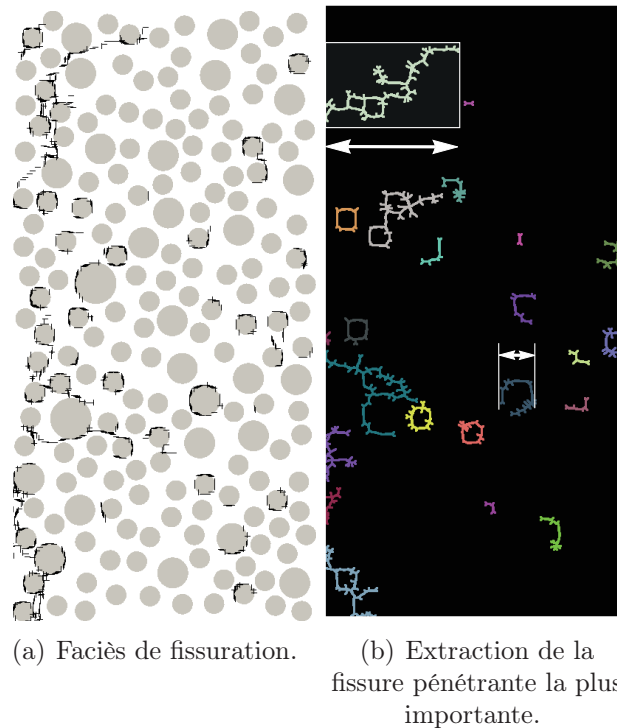 (a) Faciès de fissuration.
(b) Extraction de la
fissure pénétrante la plus
importante.